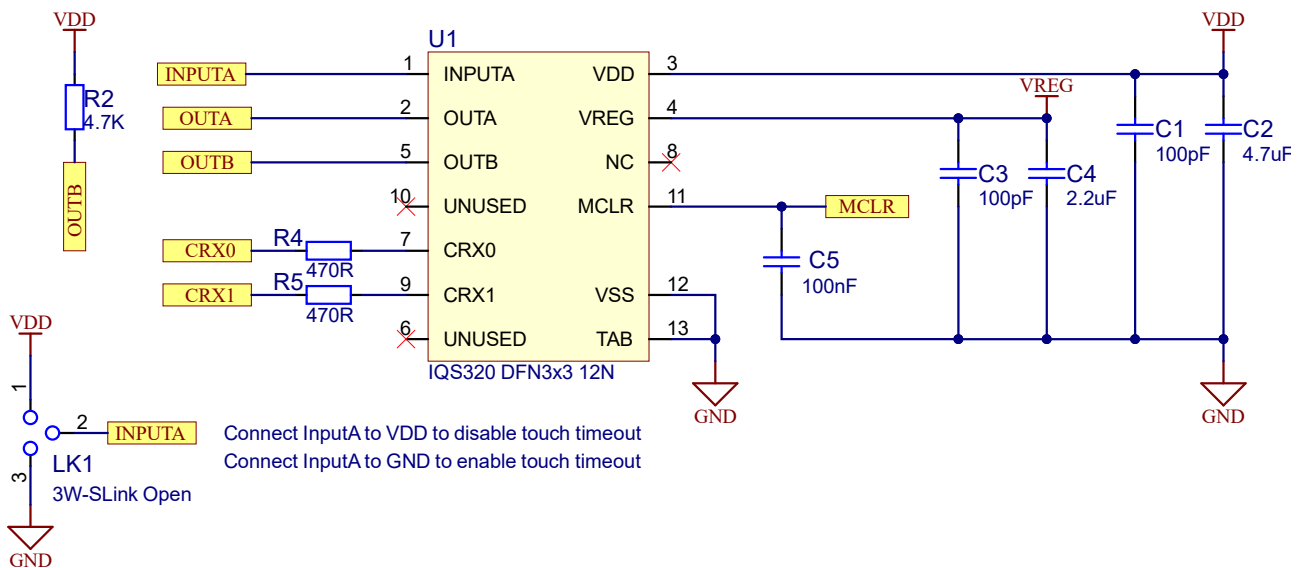 VDD
R2
4.7K
OUTB
U1
INPUTA 1 INPUTA VDD 3
OUTA 2 OUTA VREG 4 VREG
OUTB 5 OUTB NC 8
10 UNUSED MCLR 11 MCLR
CRX0 R4 470R 7 CRX0
CRX1 R5 470R 9 CRX1 VSS 12
6 UNUSED TAB 13
IQS320 DFN3x3 12N
GND
VDD
C1
100pF
C2
4.7uF
C3
100pF
C4
2.2uF
C5
100nF
GND
VDD
1
2 INPUTA
3
LK1
3W-SLink Open
GND
Connect InputA to VDD to disable touch timeout
Connect InputA to GND to enable touch timeout